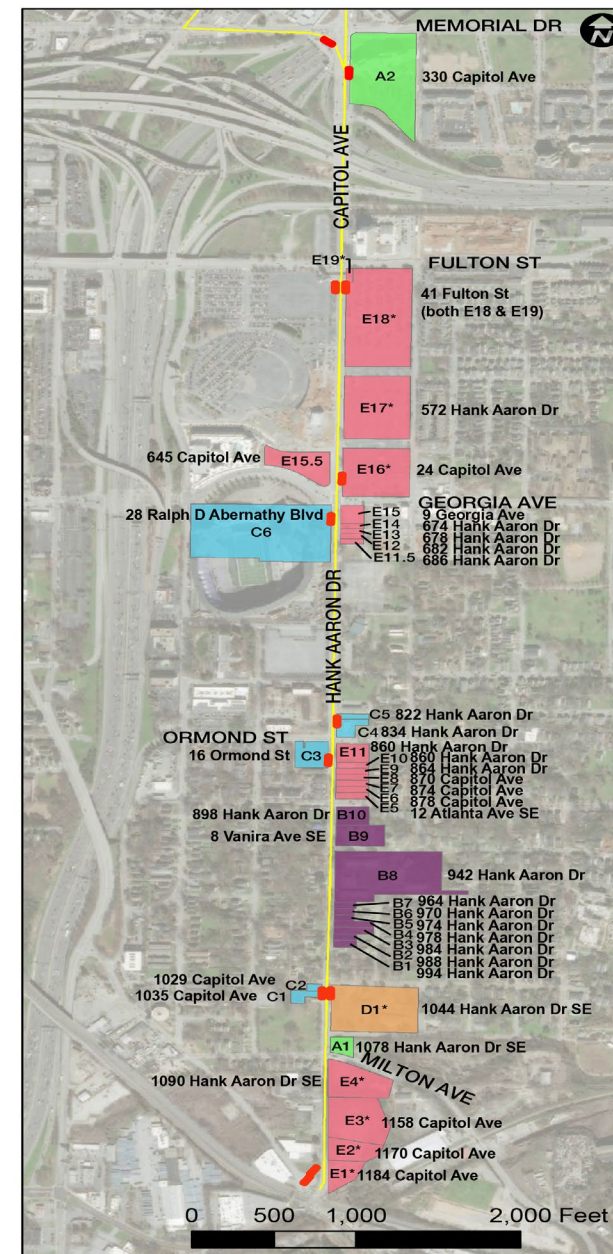 MEMORIAL DR
N
A2 330 Capitol Ave
CAPITOL AVE
E19*
FULTON ST
41 Fulton St
(both E18 & E19)
E18*
E17* 572 Hank Aaron Dr
645 Capitol Ave E15.5
E16* 24 Capitol Ave
GEORGIA AVE
28 Ralph D Abernathy Blvd
C6
E15 9 Georgia Ave
E14 674 Hank Aaron Dr
E13 678 Hank Aaron Dr
E12 682 Hank Aaron Dr
E11.5 686 Hank Aaron Dr
HANK AARON DR
C5 822 Hank Aaron Dr
C4 834 Hank Aaron Dr
ORMOND ST
16 Ormond St C3
E11 860 Hank Aaron Dr
E10 860 Hank Aaron Dr
E9 864 Hank Aaron Dr
E8 870 Capitol Ave
E7 874 Capitol Ave
E6 878 Capitol Ave
E5 12 Atlanta Ave SE
898 Hank Aaron Dr B10
8 Vanira Ave SE B9
B8 942 Hank Aaron Dr
B7 964 Hank Aaron Dr
B6 970 Hank Aaron Dr
B5 974 Hank Aaron Dr
B4 978 Hank Aaron Dr
B3 984 Hank Aaron Dr
B2 988 Hank Aaron Dr
B1 994 Hank Aaron Dr
1029 Capitol Ave C2
1035 Capitol Ave C1
D1* 1044 Hank Aaron Dr SE
A1 1078 Hank Aaron Dr SE
MILTON AVE
1090 Hank Aaron Dr SE E4*
E3* 1158 Capitol Ave
E2* 1170 Capitol Ave
E1* 1184 Capitol Ave
0 500 1,000 2,000 Feet